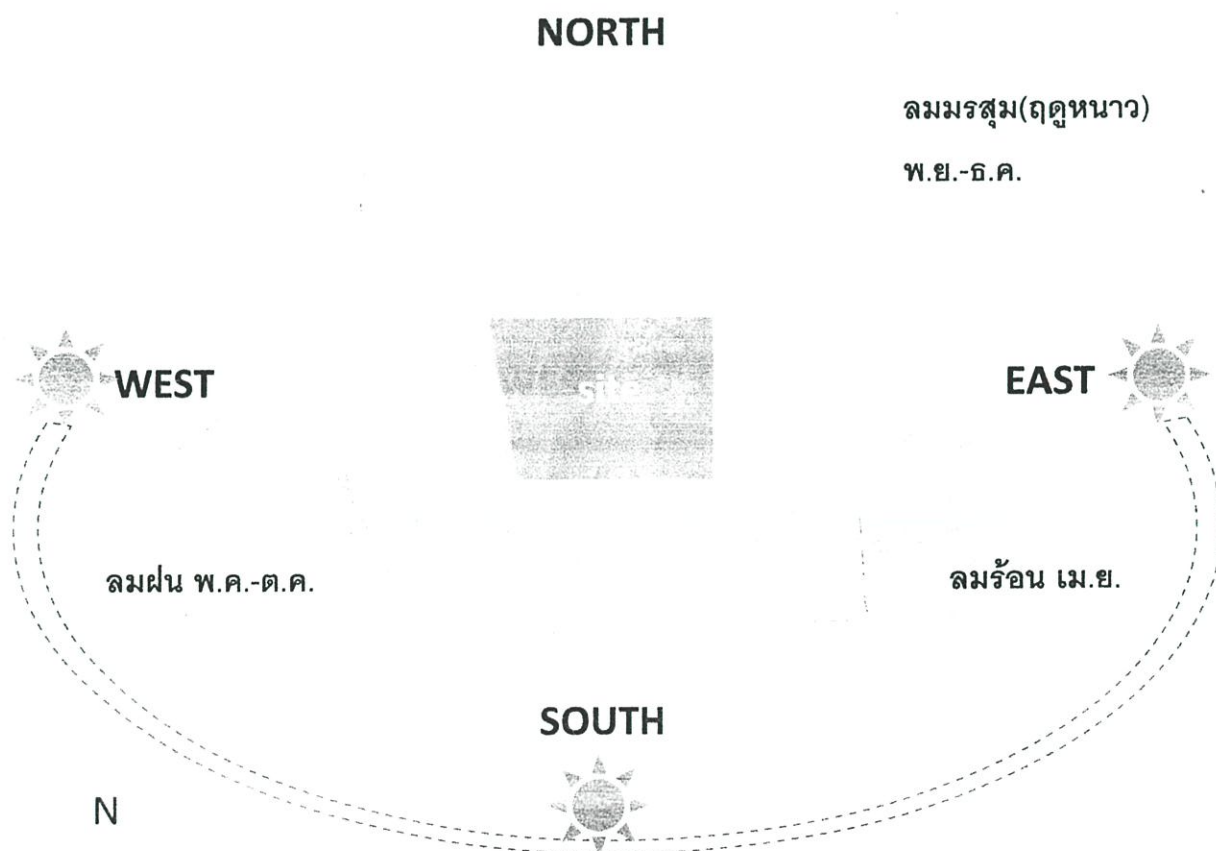 NORTH
ลมมรสุม(ฤดูหนาว)
พ.ย.-ธ.ค.
WEST
site
EAST
ลมฝน พ.ค.-ต.ค.
ลมร้อน เม.ย.
SOUTH
N